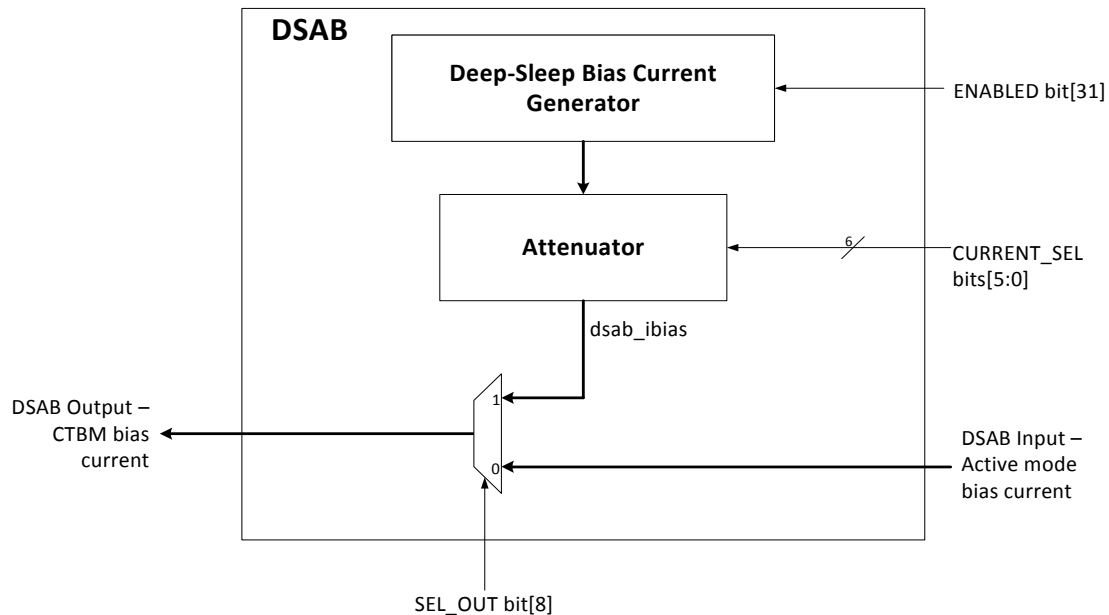 DSAB
Deep-Sleep Bias Current
Generator
ENABLED bit[31]
Attenuator
6
CURRENT_SEL
bits[5:0]
dsab_ibias
1
DSAB Output –
CTBM bias
current
0
DSAB Input –
Active mode
bias current
SEL_OUT bit[8]